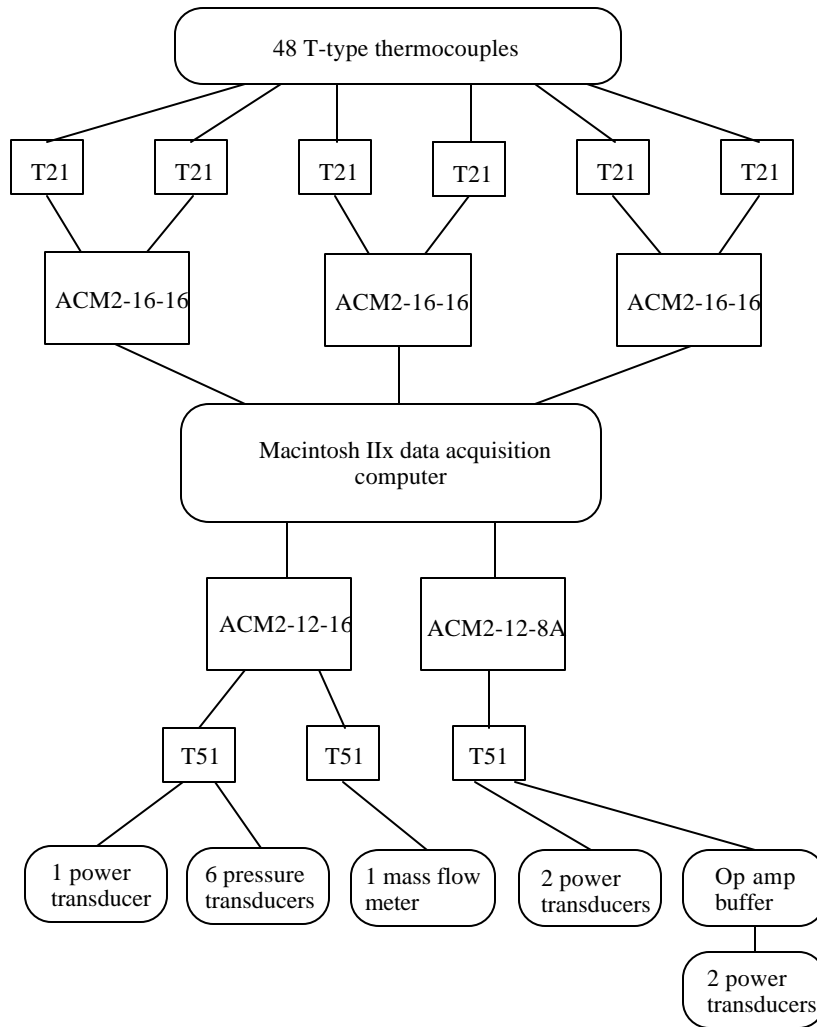 48 T-type thermocouples
T21 T21 T21 T21 T21 T21
ACM2-16-16 ACM2-16-16 ACM2-16-16
Macintosh IIx data acquisition
computer
ACM2-12-16 ACM2-12-8A
T51 T51 T51
1 power
transducer
6 pressure
transducers
1 mass flow
meter
2 power
transducers
Op amp
buffer
2 power
transducers